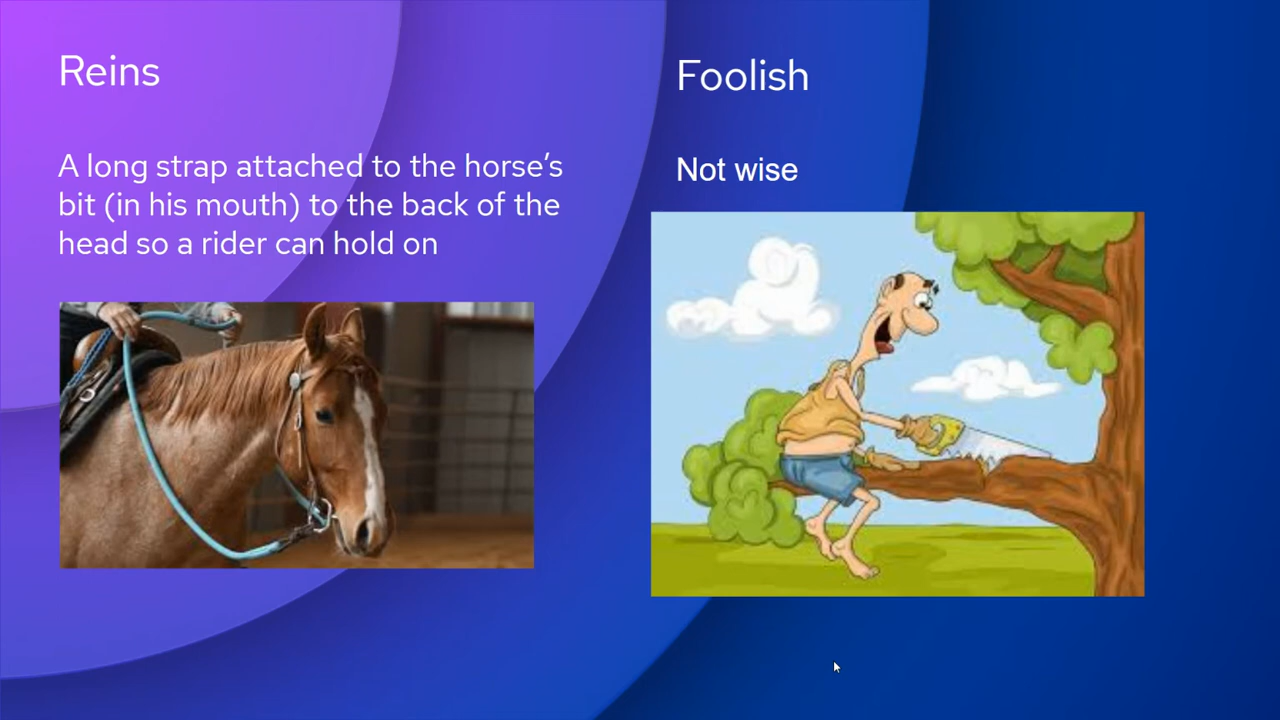 Reins
A long strap attached to the horse’s
bit (in his mouth) to the back of the
head so a rider can hold on
Foolish
Not wise